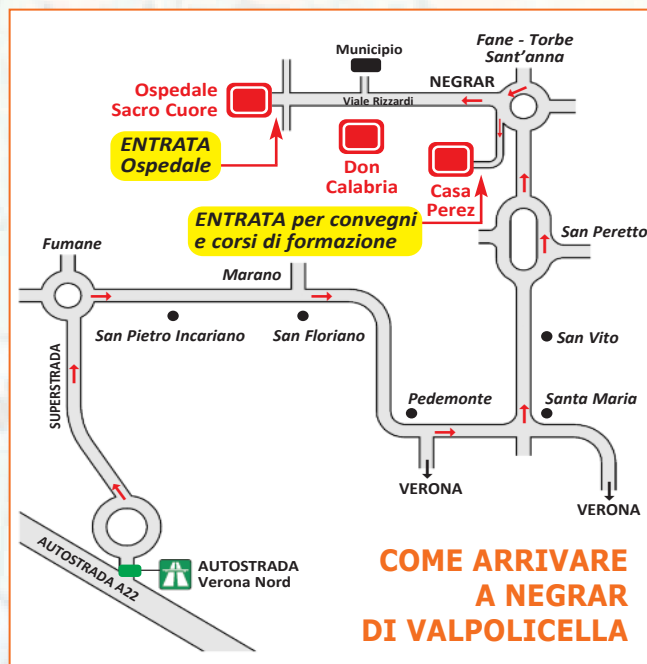 Fane - Torbe
Sant’anna
Municipio
NEGRAR
Ospedale
Sacro Cuore
Viale Rizzardi
ENTRATA
Ospedale
Don
Calabria
Casa
Perez
ENTRATA per convegni
e corsi di formazione
San Peretto
Fumane
Marano
San Pietro Incariano
San Floriano
San Vito
SUPERSTRADA
Pedemonte
Santa Maria
VERONA
VERONA
AUTOSTRADA A22
AUTOSTRADA
Verona Nord
COME ARRIVARE
A NEGRAR
DI VALPOLICELLA